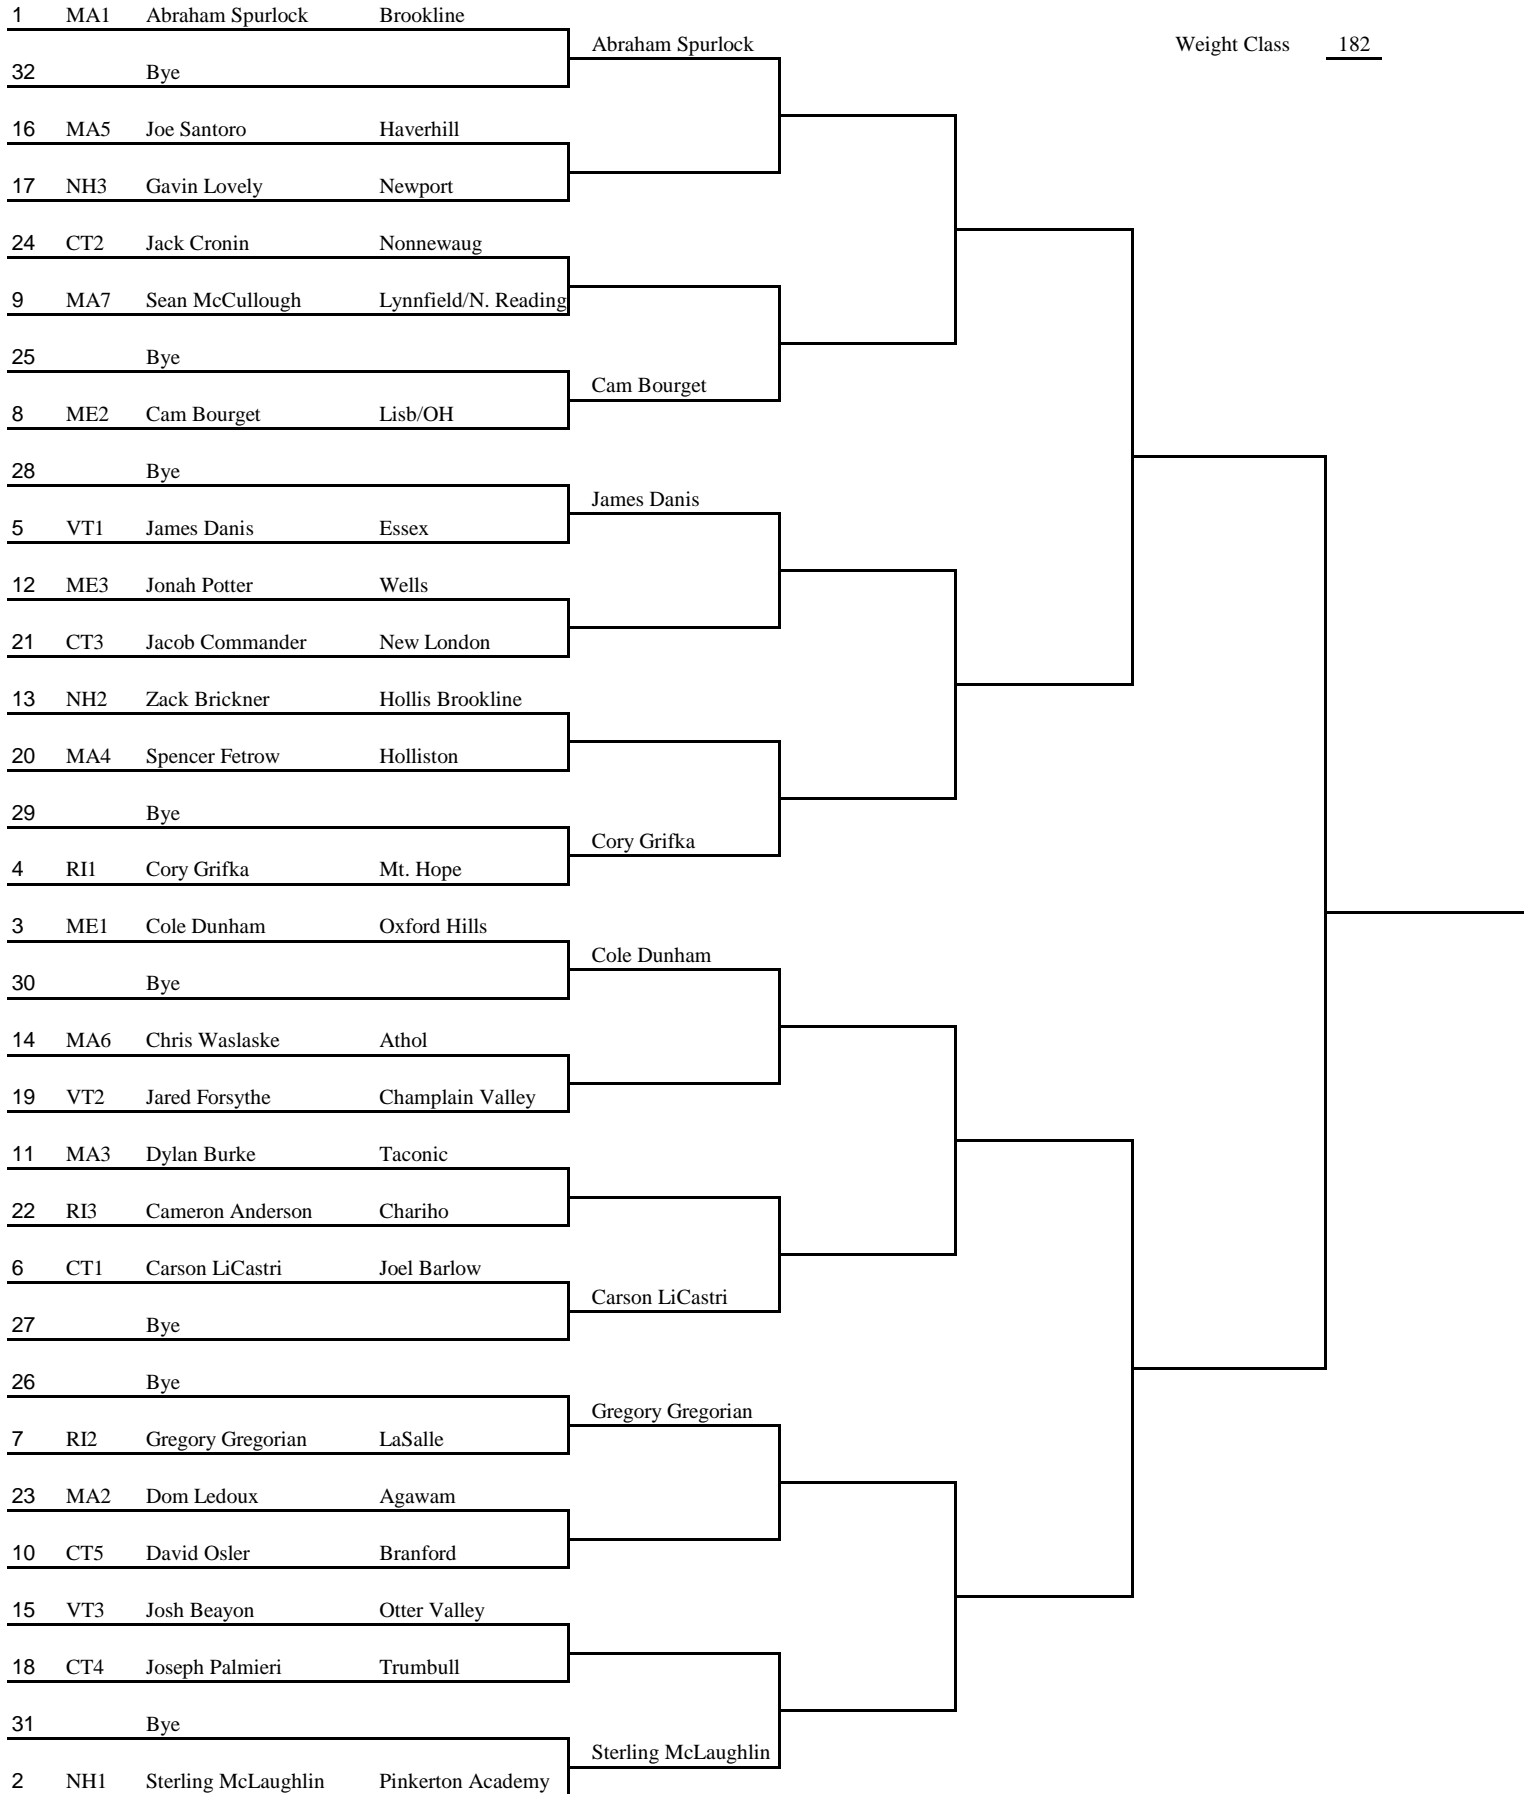 1 MA1 Abraham Spurlock Brookline
Abraham Spurlock Weight Class 182
32 Bye
16 MA5 Joe Santoro Haverhill
17 NH3 Gavin Lovely Newport
24 CT2 Jack Cronin Nonnewaug
9 MA7 Sean McCullough Lynnfield/N. Reading
25 Bye
Cam Bourget
8 ME2 Cam Bourget Lisb/OH
28 Bye
James Danis
5 VT1 James Danis Essex
12 ME3 Jonah Potter Wells
21 CT3 Jacob Commander New London
13 NH2 Zack Brickner Hollis Brookline
20 MA4 Spencer Fetrow Holliston
29 Bye
Cory Grifka
4 RI1 Cory Grifka Mt. Hope
3 ME1 Cole Dunham Oxford Hills
Cole Dunham
30 Bye
14 MA6 Chris Waslaske Athol
19 VT2 Jared Forsythe Champlain Valley
11 MA3 Dylan Burke Taconic
22 RI3 Cameron Anderson Chariho
6 CT1 Carson LiCastri Joel Barlow
Carson LiCastri
27 Bye
26 Bye
Gregory Gregorian
7 RI2 Gregory Gregorian LaSalle
23 MA2 Dom Ledoux Agawam
10 CT5 David Osler Branford
15 VT3 Josh Beayon Otter Valley
18 CT4 Joseph Palmieri Trumbull
31 Bye
Sterling McLaughlin
2 NH1 Sterling McLaughlin Pinkerton Academy